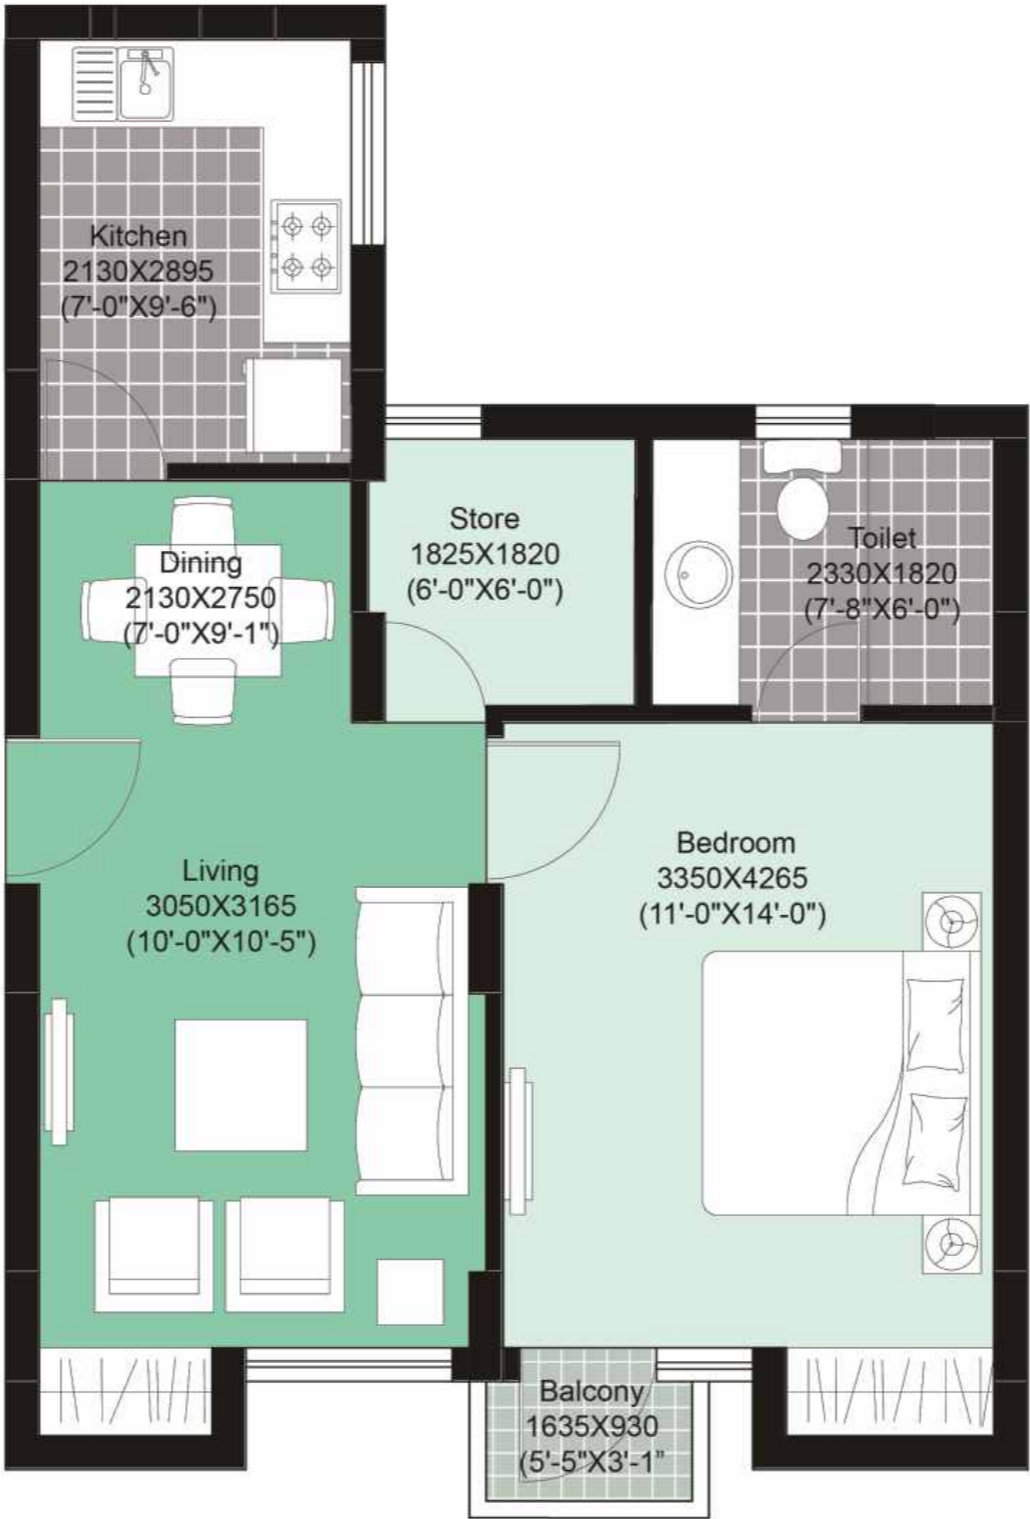 Kitchen
2130X2895
(7'-0"X9'-6")
Store
1825X1820
(6'-0"X6'-0")
Toilet
2330X1820
(7'-8"X6'-0")
Dining
2130X2750
(7'-0"X9'-1")
Living
3050X3165
(10'-0"X10'-5")
Bedroom
3350X4265
(11'-0"X14'-0")
Balcony
1635X930
(5'-5"X3'-1”